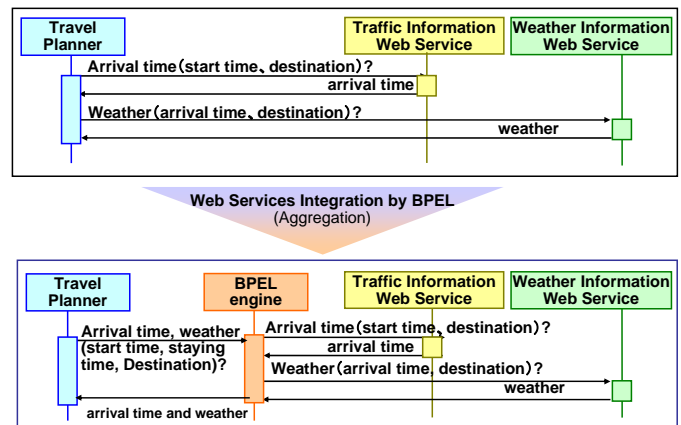 Travel
Planner
Traffic Information
Web Service
Weather Information
Web Service
Arrival time(start time、destination)?
arrival time
Weather(arrival time、destination)?
weather
Web Services Integration by BPEL
(Aggregation)
Travel
Planner
BPEL
engine
Traffic Information
Web Service
Weather Information
Web Service
Arrival time, weather
(start time, staying
time, Destination)?
Arrival time(start time, destination)?
arrival time
Weather(arrival time, destination)?
weather
arrival time and weather